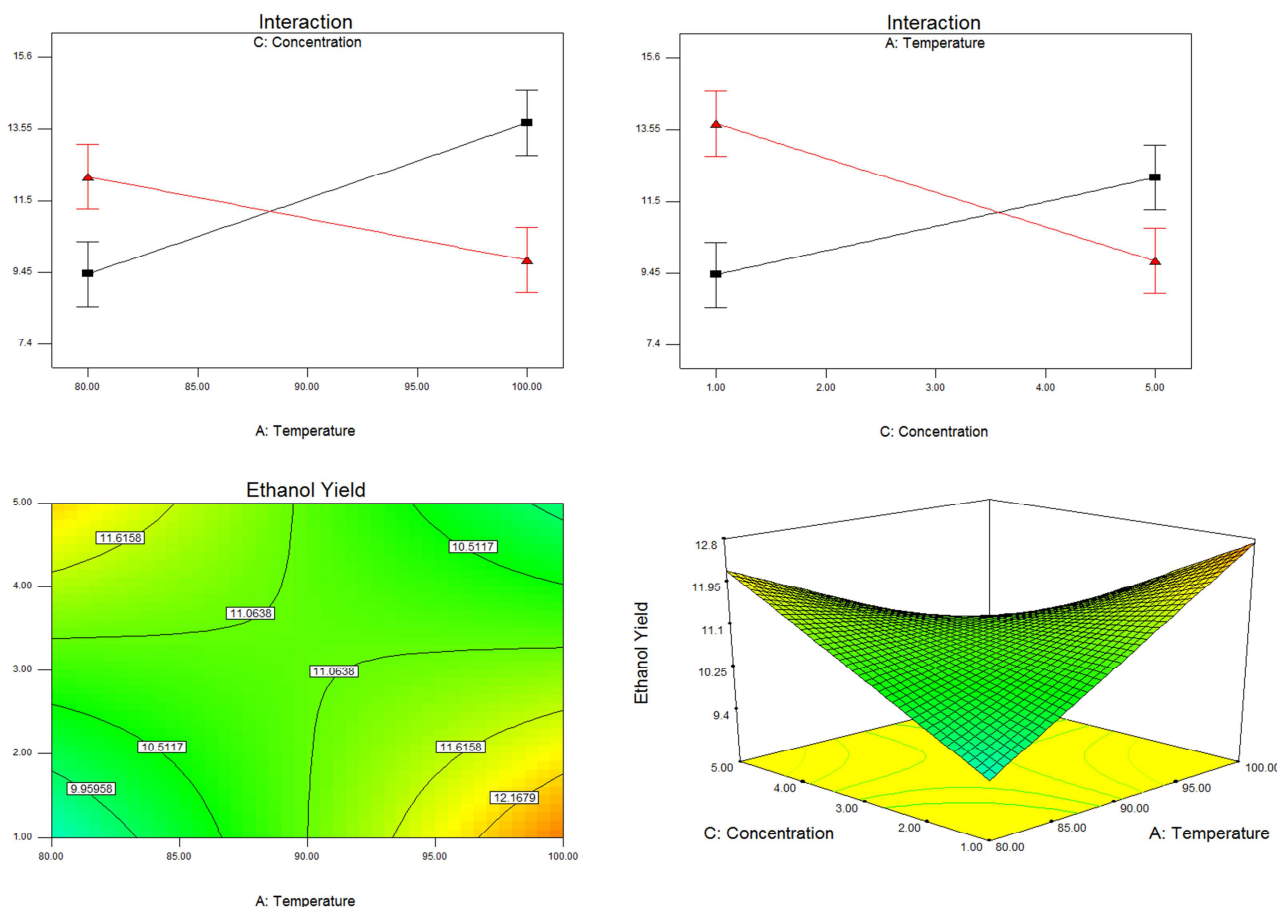 Interaction
C: Concentration
15.6
13.55
11.5
9.45
7.4
80.00 85.00 90.00 95.00 100.00
A: Temperature
Interaction
A: Temperature
15.6
13.55
11.5
9.45
7.4
1.00 2.00 3.00 4.00 5.00
C: Concentration
Ethanol Yield
5.00
4.00
3.00
2.00
1.00
11.6158
10.5117
11.0638
11.0638
10.5117
11.6158
9.95958
12.1679
80.00 85.00 90.00 95.00 100.00
A: Temperature
Ethanol Yield
12.8
11.95
11.1
10.25
9.4
5.00
4.00
3.00
2.00
1.00
80.00
85.00
90.00
95.00
100.00
C: Concentration
A: Temperature